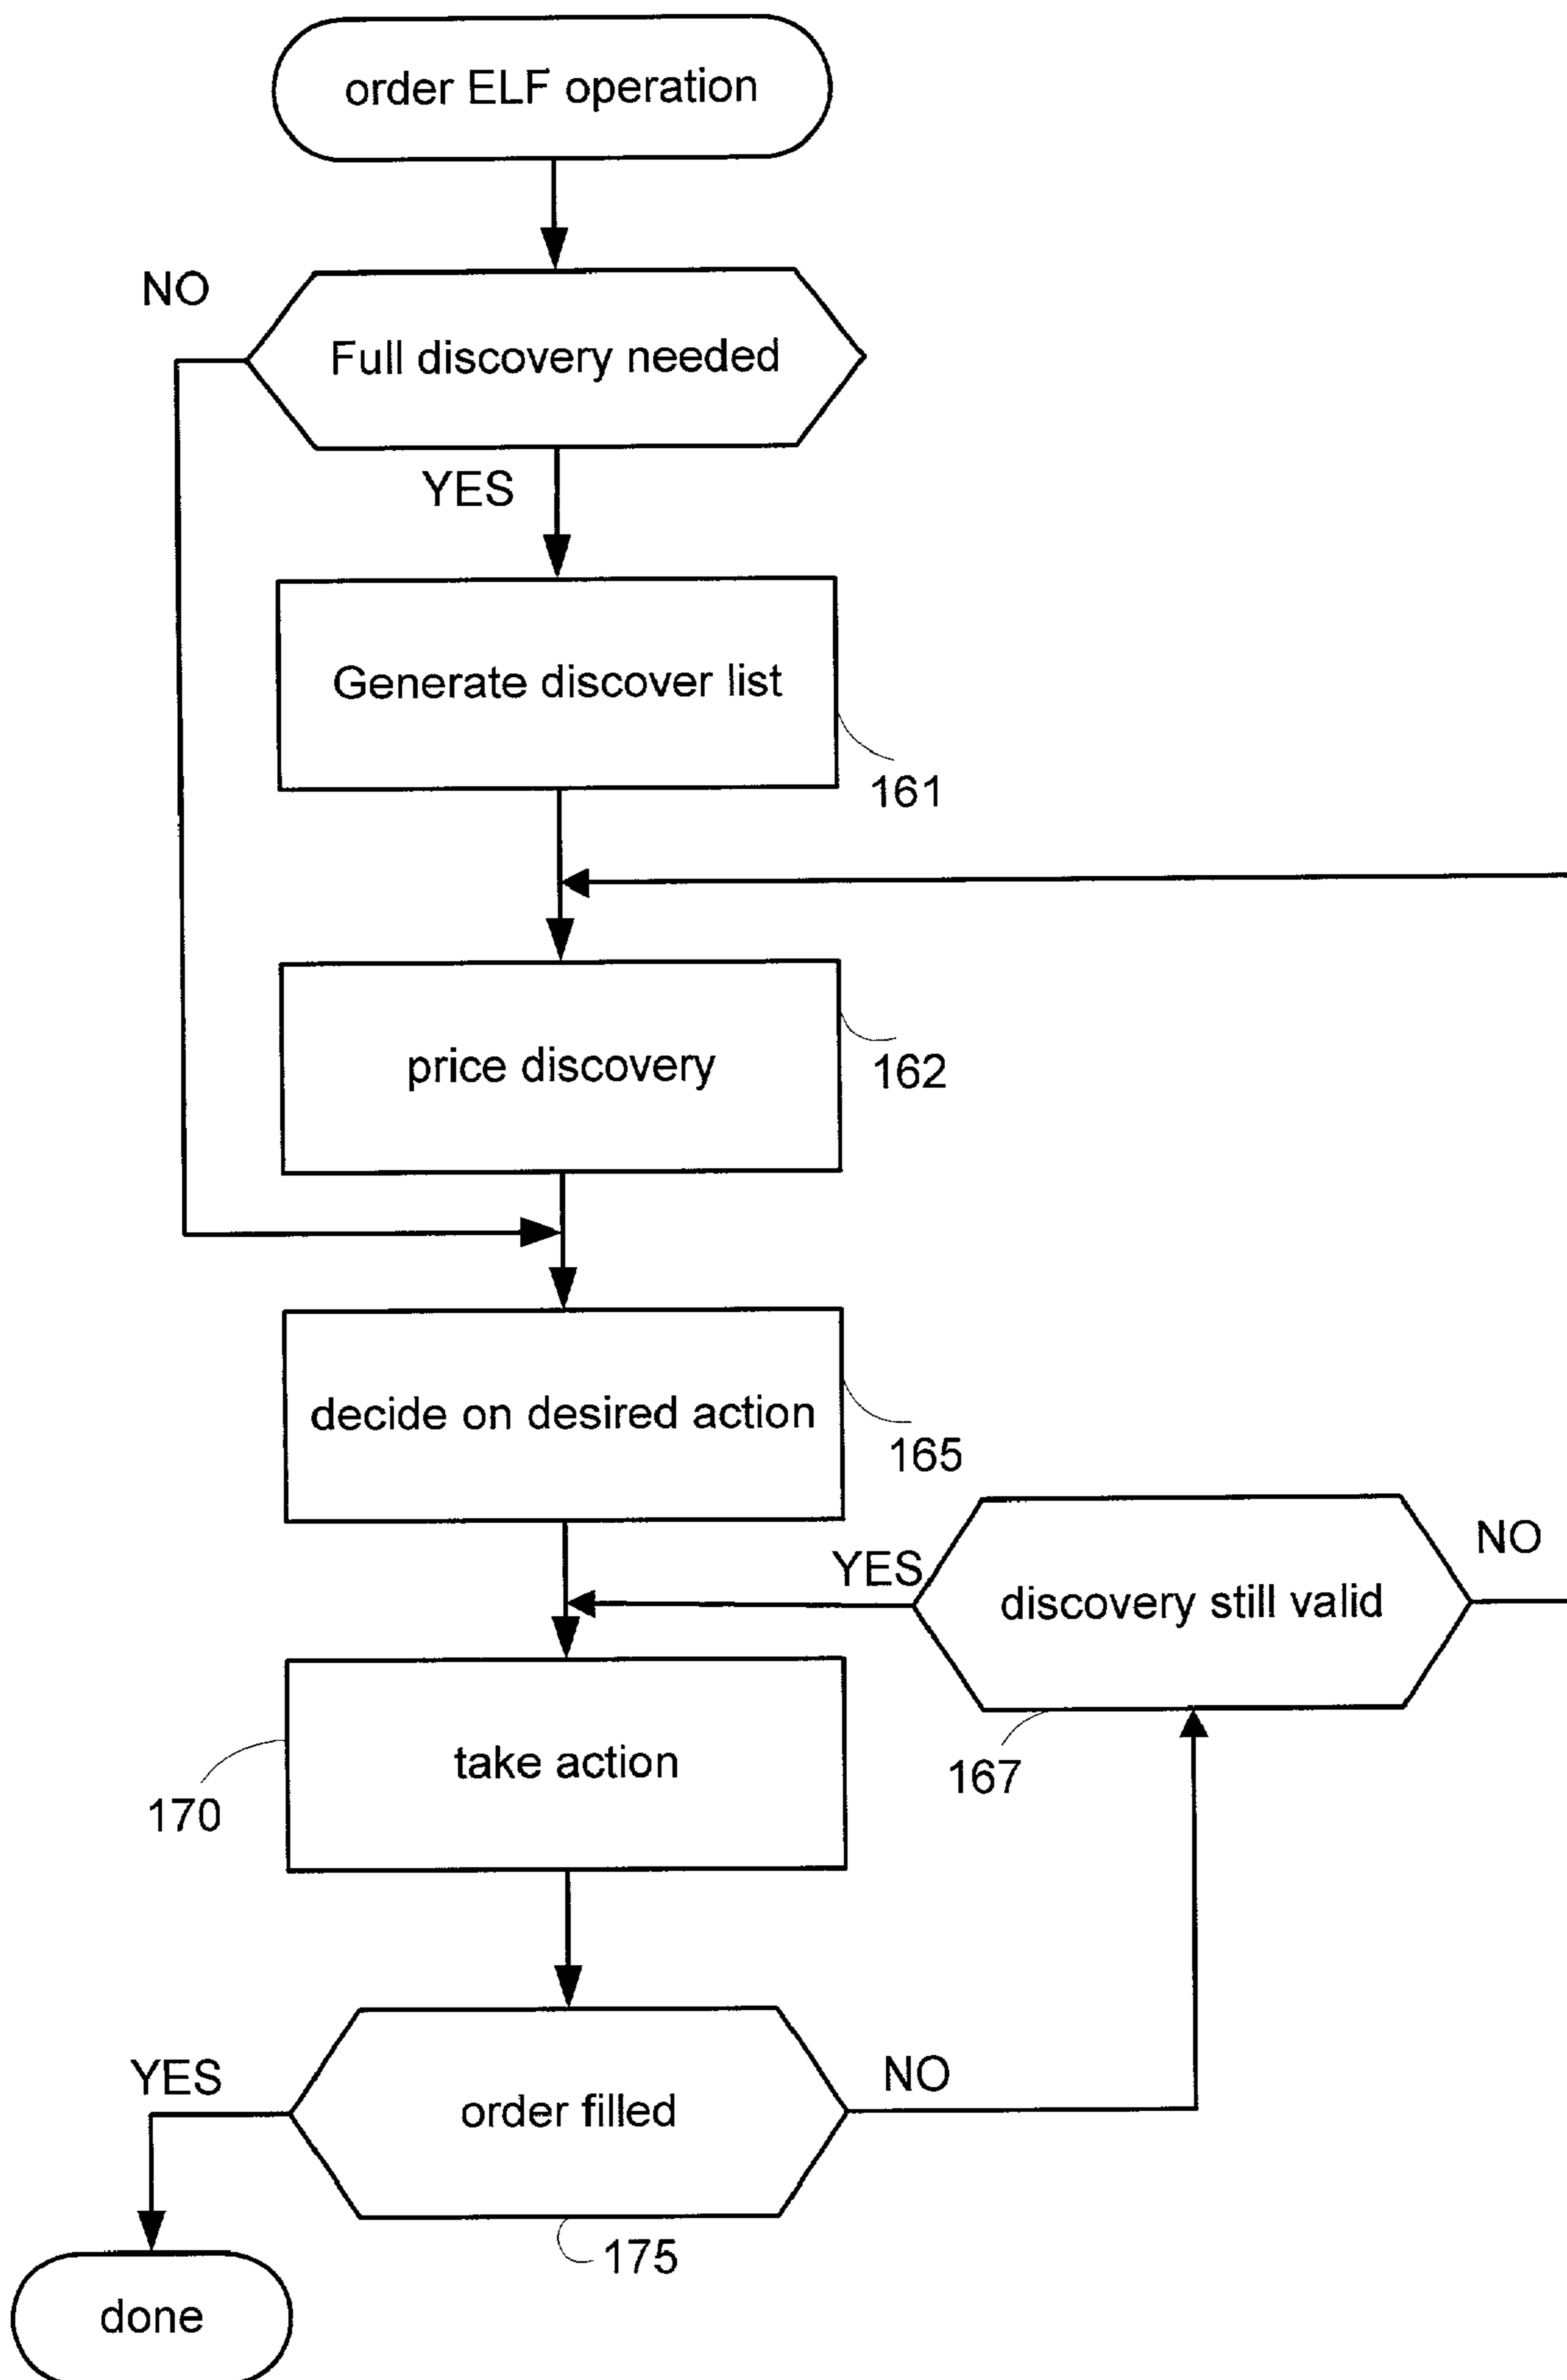 order ELF operation
NO
Full discovery needed
YES
Generate discover list
161
price discovery
162
decide on desired action
165
YES
discovery still valid
NO
167
take action
170
YES
order filled
NO
175
done